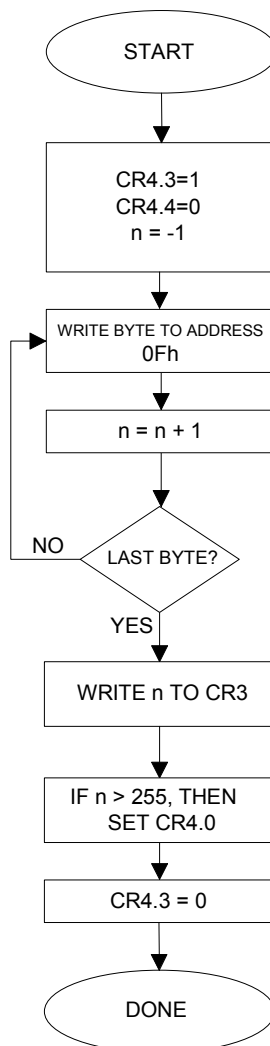 START
CR4.3=1
CR4.4=0
n = -1
WRITE BYTE TO ADDRESS
0Fh
n = n + 1
NO
LAST BYTE?
YES
WRITE n TO CR3
IF n > 255, THEN
SET CR4.0
CR4.3 = 0
DONE